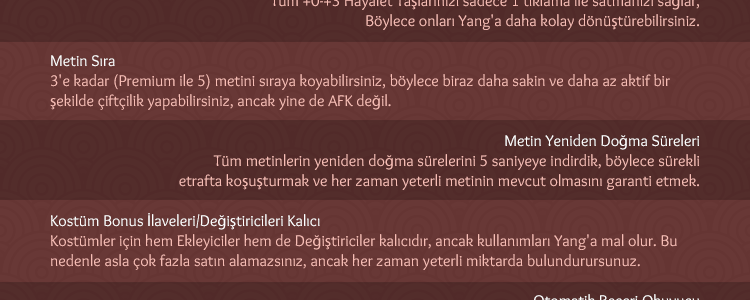 Tüm +0-+3 Hayalet Taşlarınızı sadece 1 tıklama ile satmanızı sağlar,
Böylece onları Yang'a daha kolay dönüştürebilirsiniz.
Metin Sıra
3'e kadar (Premium ile 5) metini sıraya koyabilirsiniz, böylece biraz daha sakin ve daha az aktif bir
şekilde çiftçilik yapabilirsiniz, ancak yine de AFK değil.
Metin Yeniden Doğma Süreleri
Tüm metinlerin yeniden doğma sürelerini 5 saniyeye indirdik, böylece sürekli
etrafta koşuşturmak ve her zaman yeterli metinin mevcut olmasını garanti etmek.
Kostüm Bonus İlaveleri/Değiştiricileri Kalıcı
Kostümler için hem Ekleyiciler hem de Değiştiriciler kalıcıdır, ancak kullanımları Yang'a mal olur. Bu
nedenle asla çok fazla satın alamazsınız, ancak her zaman yeterli miktarda bulundurursunuz.
Otomatik Beceri Okuyucu